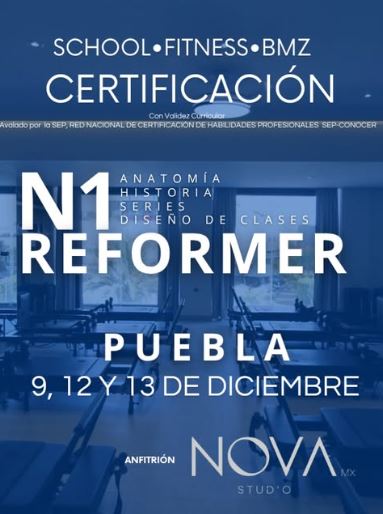 SCHOOL•FITNESS•BMZ
CERTIFICACIÓN
Con Validez Curricular
Avalado por la SEP, RED NACIONAL DE CERTIFICACIÓN DE HABILIDADES PROFESIONALES SEP-CONOCER
N1
ANATOMÍA
HISTORIA
SERIES
DISEÑO DE CLASES
REFORMER
PUEBLA
9, 12 Y 13 DE DICIEMBRE
ANFITRIÓN
NOVA MX
STUD'O